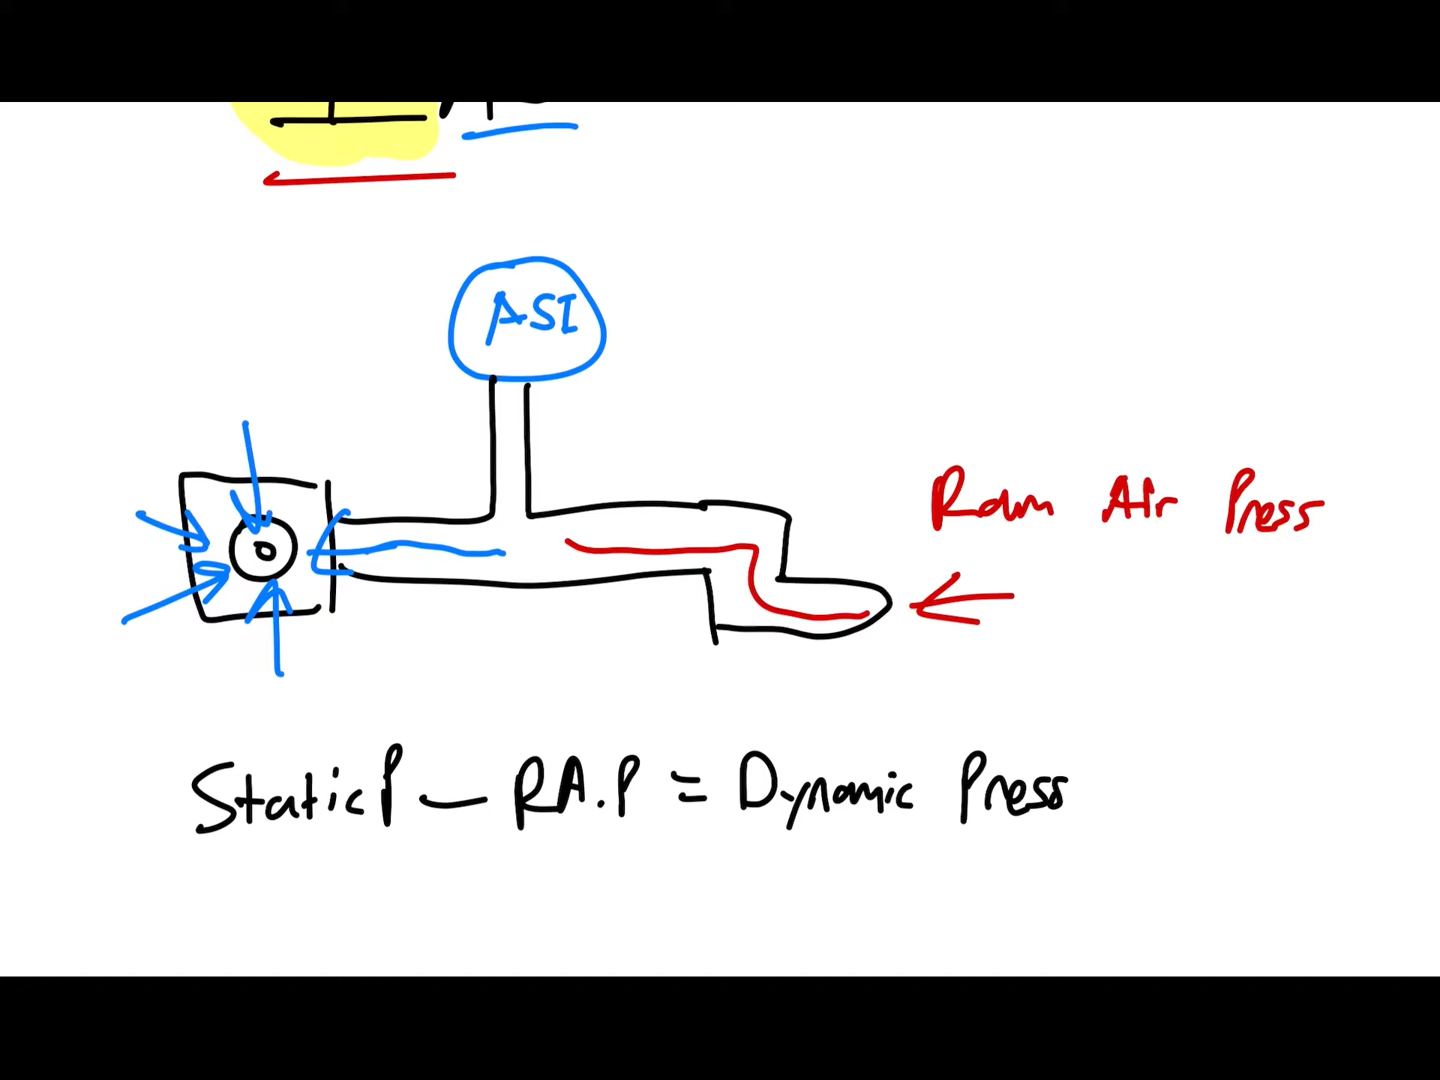 ASI
Ram Air Press
Static P – RA.P = Dynamic Press